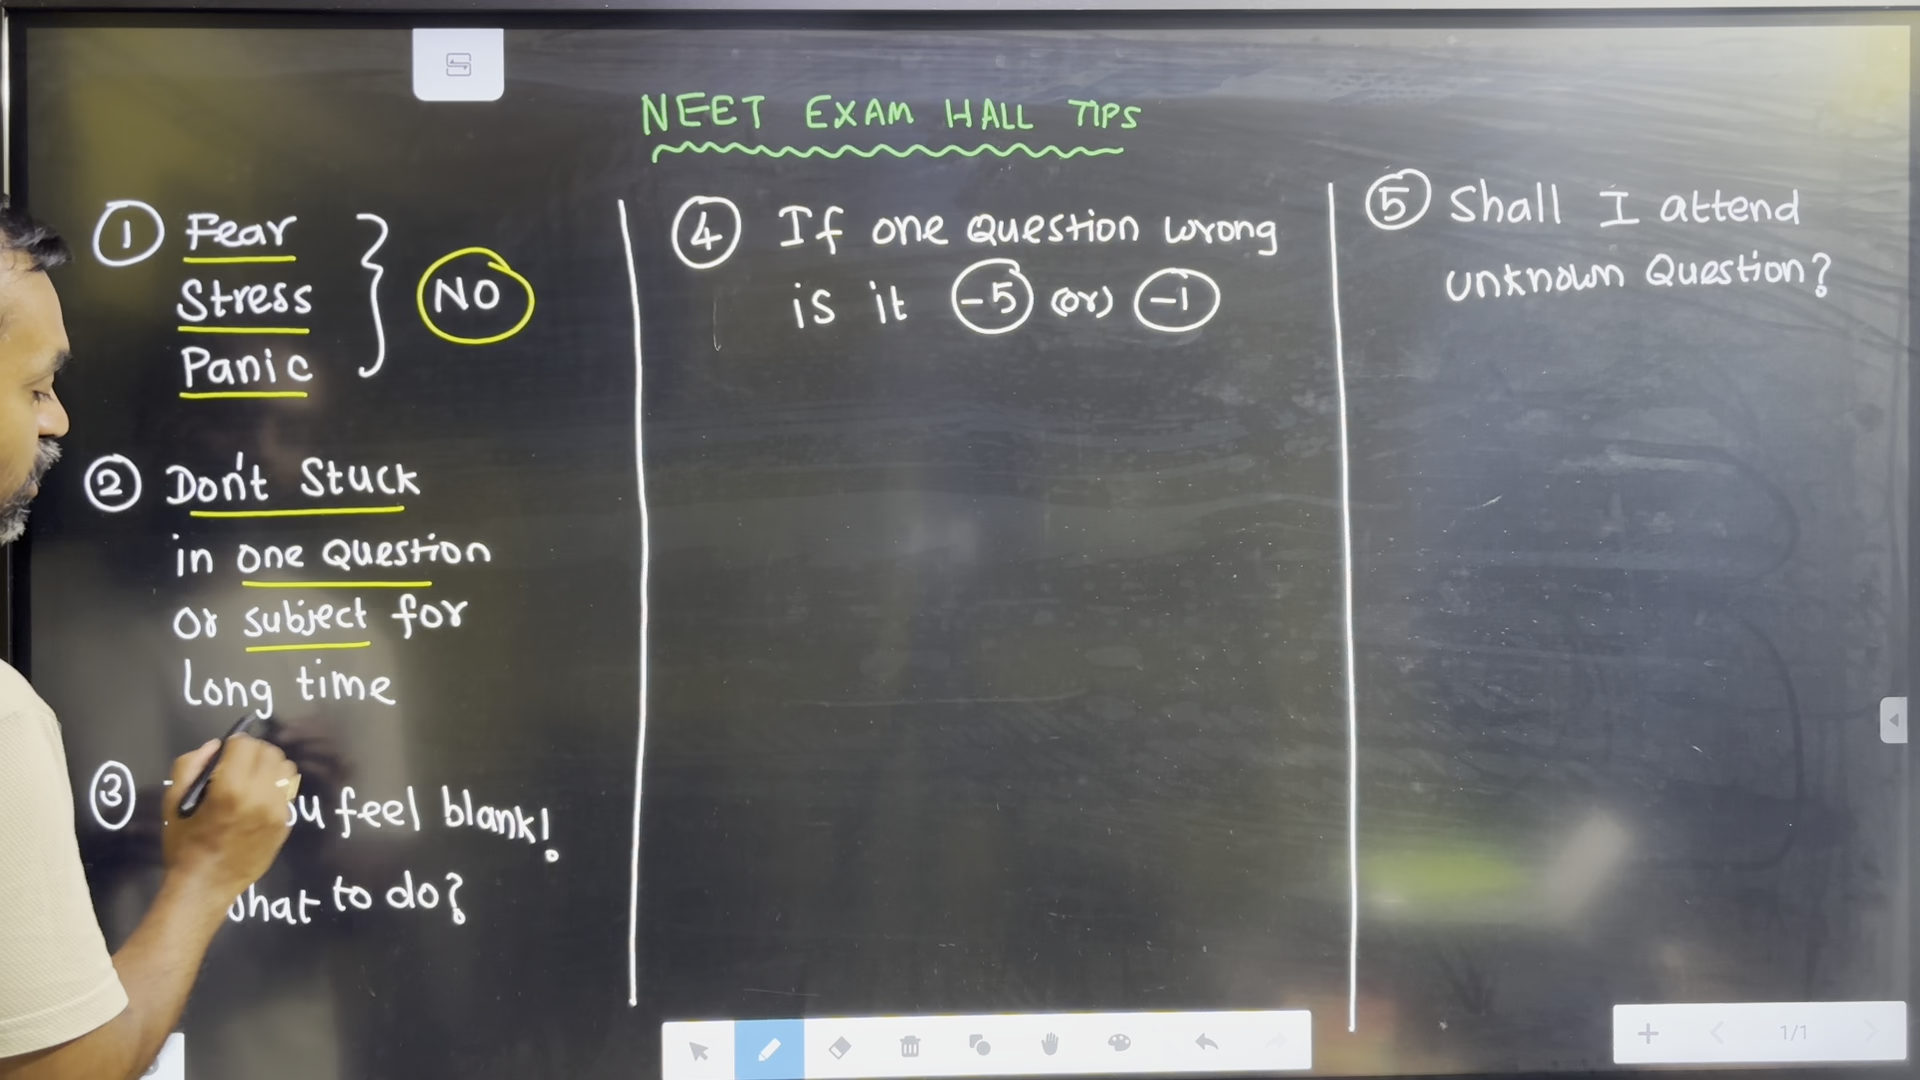 NEET EXAM HALL TIPS
① Fear
Stress
Panic
NO
② Don't Stuck
in one Question
Or subject for
Long time
③ feel blank!
what to do?
④ If one Question wrong
is it -5 (or) -1
⑤ Shall I attend
unknown Question?
1/1